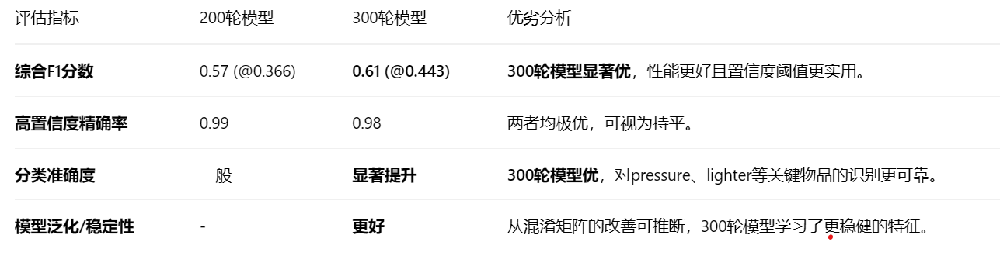 评估指标 200轮模型 300轮模型 优劣分析
综合F1分数 0.57 (@0.366) 0.61 (@0.443) 300轮模型显著优，性能更好且置信度阈值更实用。
高置信度精确率 0.99 0.98 两者均极优，可视为持平。
分类准确度 一般 显著提升 300轮模型优，对pressure、lighter等关键物品的识别更可靠。
模型泛化/稳定性 - 更好 从混淆矩阵的改善可推断，300轮模型学习了更稳健的特征。